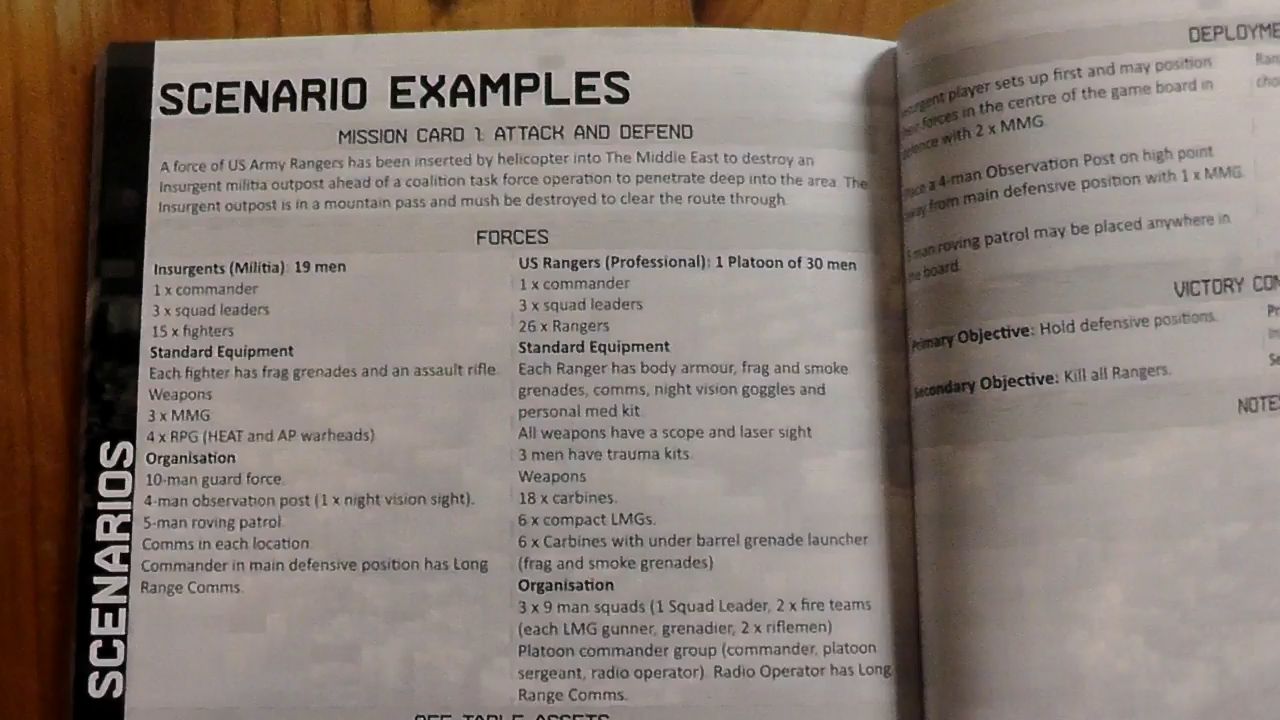 SCENARIO EXAMPLES
MISSION CARD 1: ATTACK AND DEFEND
A force of US Army Rangers has been inserted by helicopter into The Middle East to destroy an
Insurgent militia outpost ahead of a coalition task force operation to penetrate deep into the area. The
Insurgent outpost is in a mountain pass and mush be destroyed to clear the route through.
FORCES
Insurgents (Militia): 19 men
1 x commander
3 x squad leaders
15 x fighters
Standard Equipment
Each fighter has frag grenades and an assault rifle.
Weapons
3 x MMG
4 x RPG (HEAT and AP warheads)
Organisation
10-man guard force.
4-man observation post (1 x night vision sight).
5-man roving patrol.
Comms in each location.
Commander in main defensive position has Long
Range Comms.
US Rangers (Professional): 1 Platoon of 30 men
1 x commander
3 x squad leaders
26 x Rangers
Standard Equipment
Each Ranger has body armour, frag and smoke
grenades, comms, night vision goggles and
personal med kit.
All weapons have a scope and laser sight
3 men have trauma kits.
Weapons
18 x carbines.
6 x compact LMGs.
6 x Carbines with under barrel grenade launcher
(frag and smoke grenades)
Organisation
3 x 9 man squads (1 Squad Leader, 2 x fire teams
(each LMG gunner, grenadier, 2 x riflemen)
Platoon commander group (commander, platoon
sergeant, radio operator). Radio Operator has Long
Range Comms.
OFF TABLE ASSETS
SCENARIOS
DEPLOYME
player sets up first and may position
forces in the centre of the game board in
with 2 x MMG
a 4-man Observation Post on high point
from main defensive position with 1 x MMG.
man roving patrol may be placed anywhere in
board.
VICTORY CON
Primary Objective: Hold defensive positions.
Secondary Objective: Kill all Rangers.
NOTES